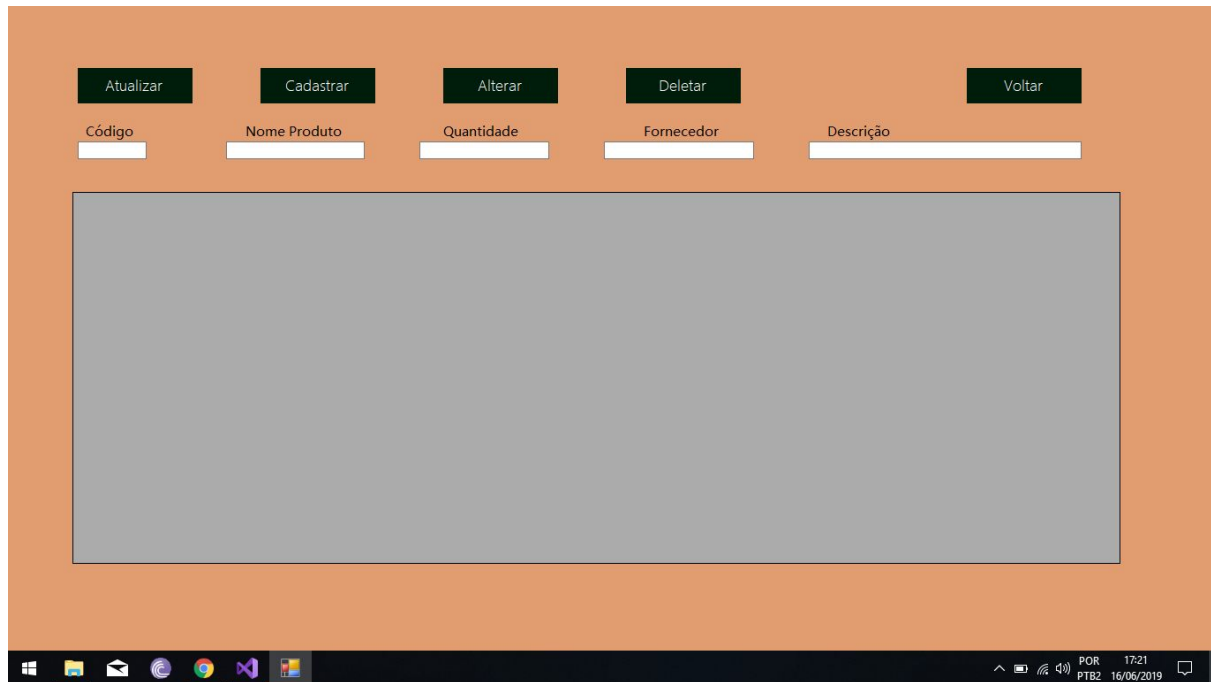 Atualizar Cadastrar Alterar Deletar Voltar
Código Nome Produto Quantidade Fornecedor Descrição
POR 17:21
PTB2 16/06/2019